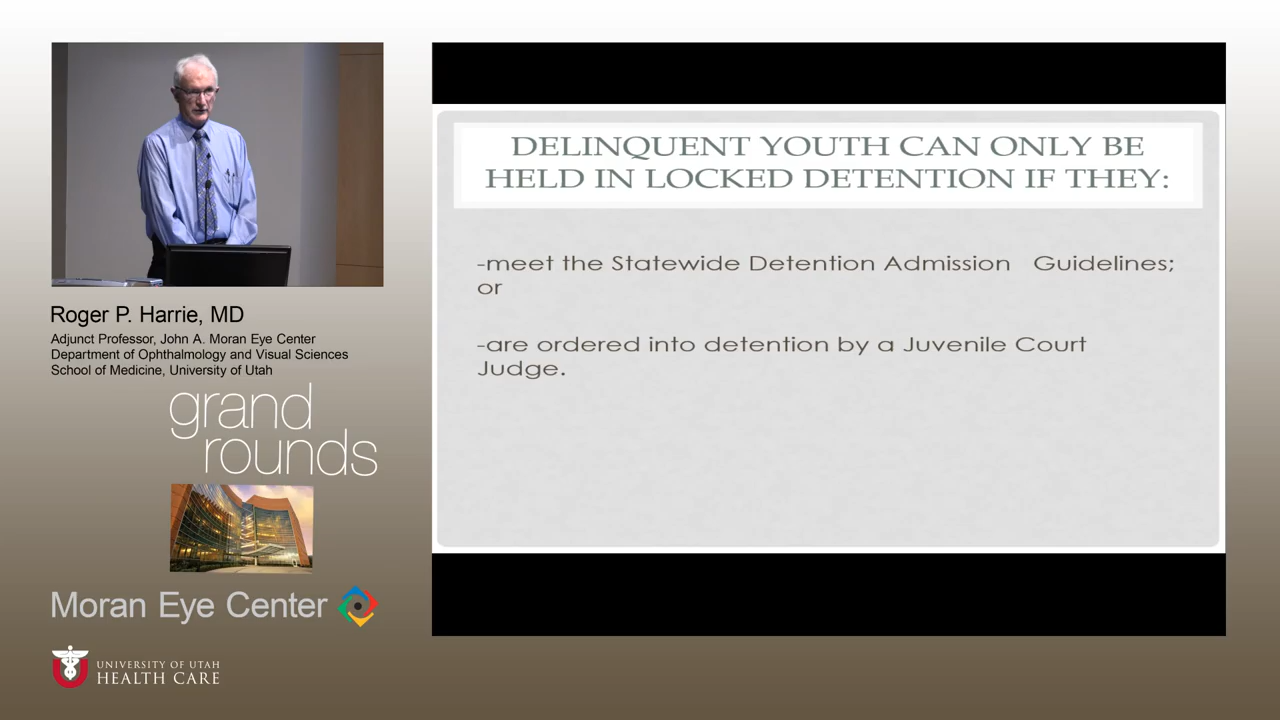 DELINQUENT YOUTH CAN ONLY BE
HELD IN LOCKED DETENTION IF THEY:
-meet the Statewide Detention Admission Guidelines;
or
-are ordered into detention by a Juvenile Court
Judge.
Roger P. Harrie, MD
Adjunct Professor, John A. Moran Eye Center
Department of Ophthalmology and Visual Sciences
School of Medicine, University of Utah
grand
rounds
Moran Eye Center
UNIVERSITY OF UTAH
HEALTH CARE